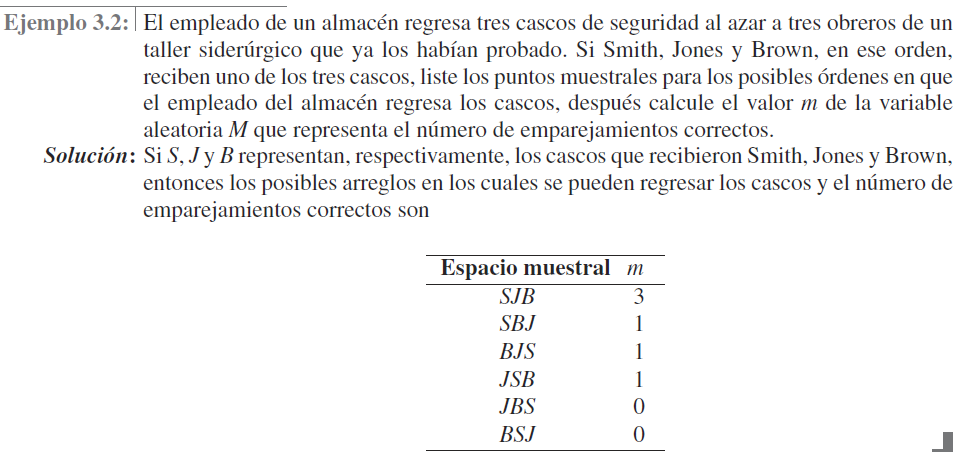 Ejemplo 3.2: El empleado de un almacén regresa tres cascos de seguridad al azar a tres obreros de un
taller siderúrgico que ya los habían probado. Si Smith, Jones y Brown, en ese orden,
reciben uno de los tres cascos, liste los puntos muestrales para los posibles órdenes en que
el empleado del almacén regresa los cascos, después calcule el valor m de la variable
aleatoria M que representa el número de emparejamientos correctos.
Solución: Si S, J y B representan, respectivamente, los cascos que recibieron Smith, Jones y Brown,
entonces los posibles arreglos en los cuales se pueden regresar los cascos y el número de
emparejamientos correctos son
Espacio muestral m
SJB 3
SBJ 1
BJS 1
JSB 1
JBS 0
BSJ 0